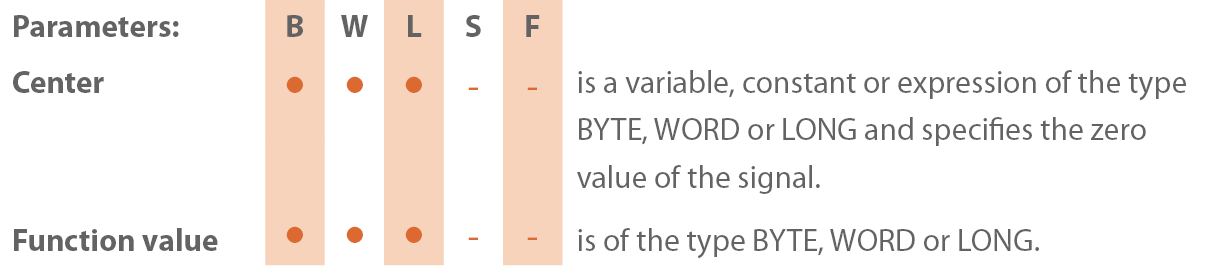 Parameters: B W L S F
Center ● ● ● - - is a variable, constant or expression of the type
BYTE, WORD or LONG and specifies the zero
value of the signal.
Function value ● ● ● - - is of the type BYTE, WORD or LONG.